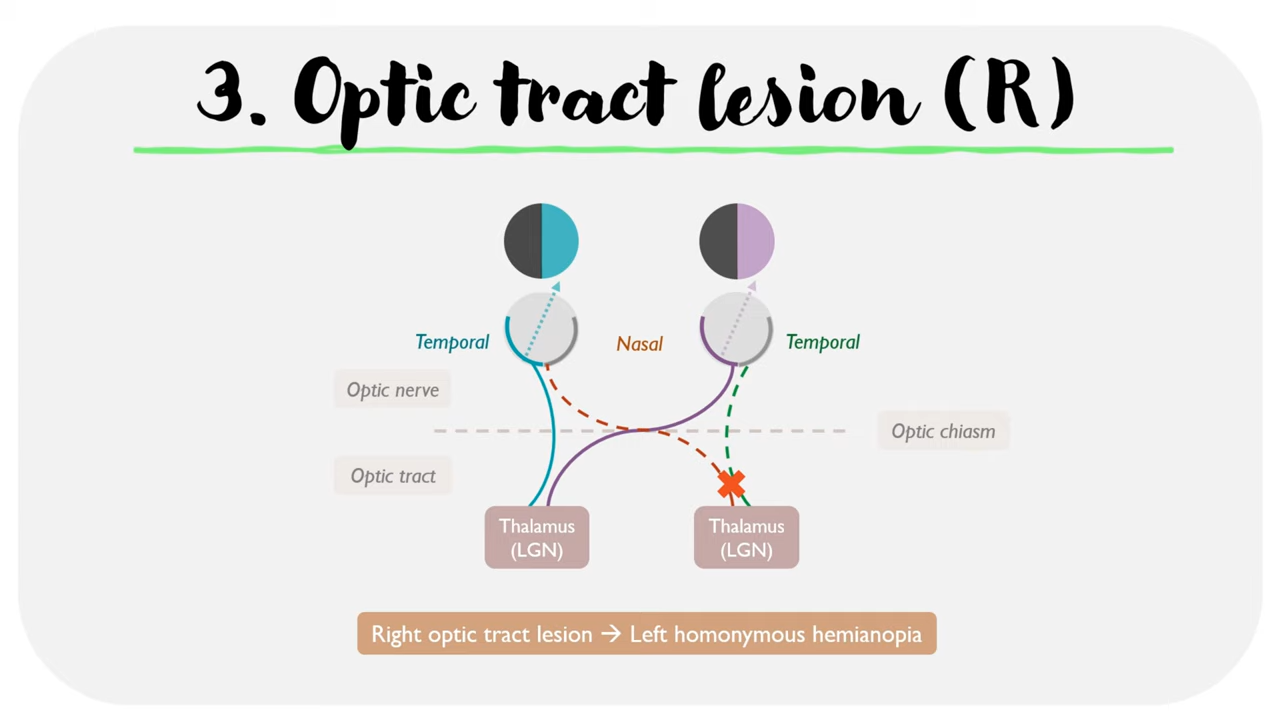 3. Optic tract lesion (R)
Temporal
Nasal
Temporal
Optic nerve
Optic chiasm
Optic tract
Thalamus
(LGN)
Thalamus
(LGN)
Right optic tract lesion → Left homonymous hemianopia